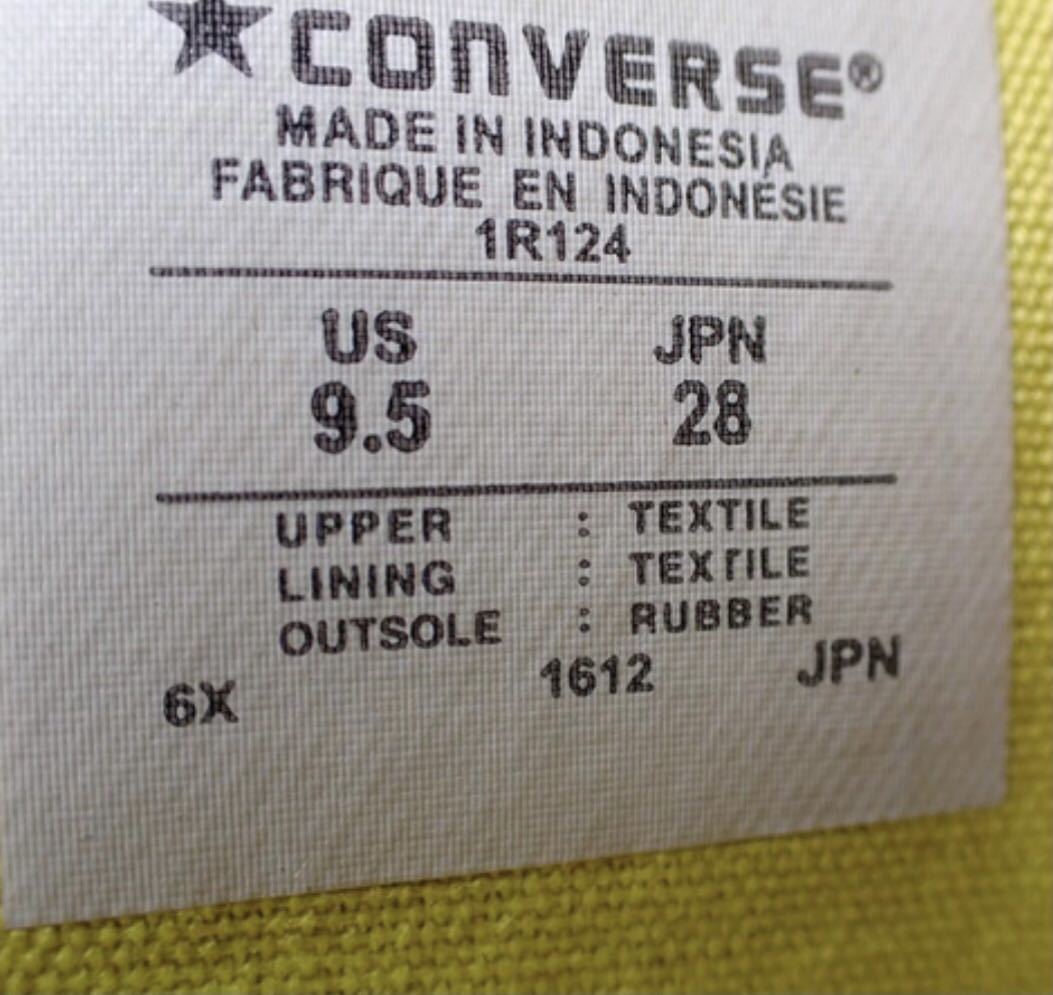 ★CONVERSE®
MADE IN INDONESIA
FABRIQUE EN INDONÉSIE
1R124
US JPN
9.5 28
UPPER : TEXTILE
LINING : TEXTILE
OUTSOLE : RUBBER
6X 1612 JPN